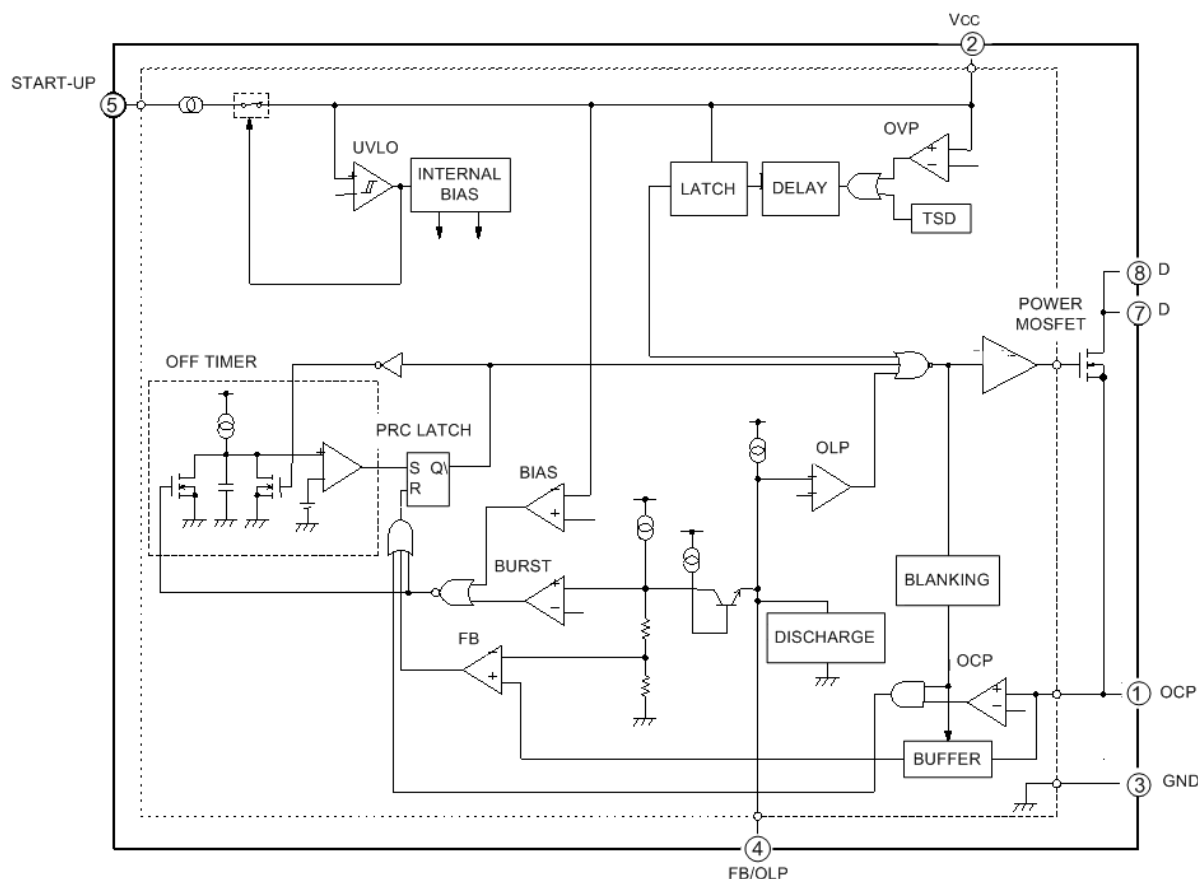 VCC
2
START-UP
5
OVP
+
−
UVLO
+
INTERNAL
BIAS
LATCH
DELAY
TSD
8 D
7 D
POWER
MOSFET
OFF TIMER
PRC LATCH
+
S Q\
R
BIAS
−
+
OLP
+
−
BURST
+
−
BLANKING
FB
−
+
DISCHARGE
OCP
+
−
1 OCP
BUFFER
3 GND
4
FB/OLP